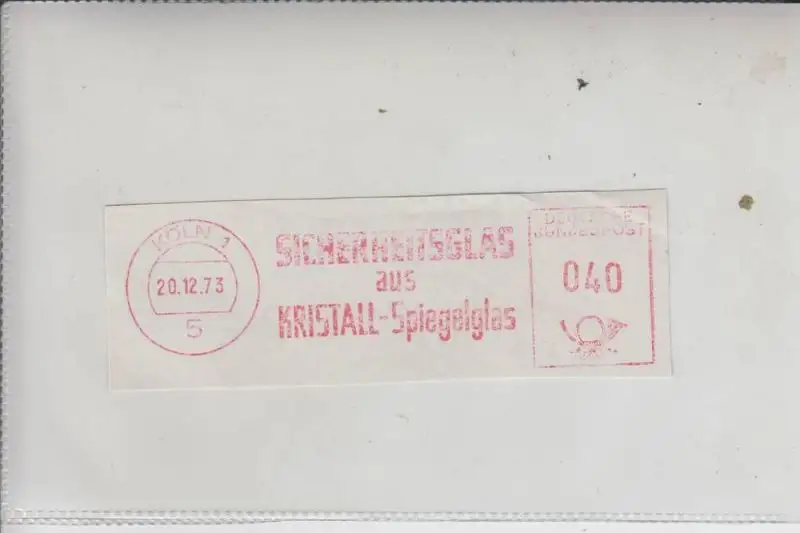 KÖLN 1
20.12.73
5
SICHERHEITSGLAS
aus
KRISTALL-Spiegelglas
DEUTSCHE
BUNDESPOST
040